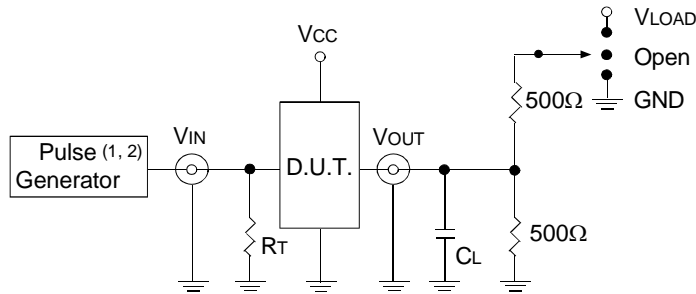 VLOAD
VCC
Open
500Ω
GND
Pulse (1, 2)
Generator
VIN
D.U.T.
VOUT
RT
CL
500Ω